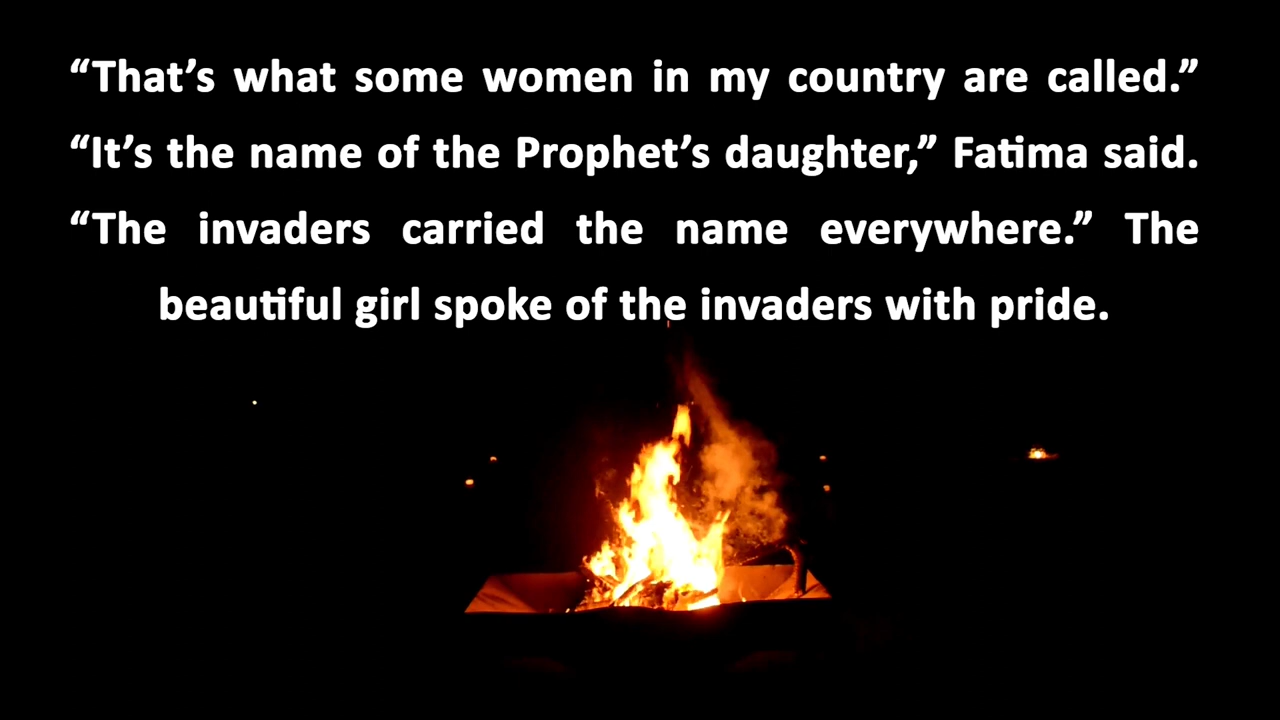 “That’s what some women in my country are called.”
“It’s the name of the Prophet’s daughter,” Fatima said.
“The invaders carried the name everywhere.” The
beautiful girl spoke of the invaders with pride.